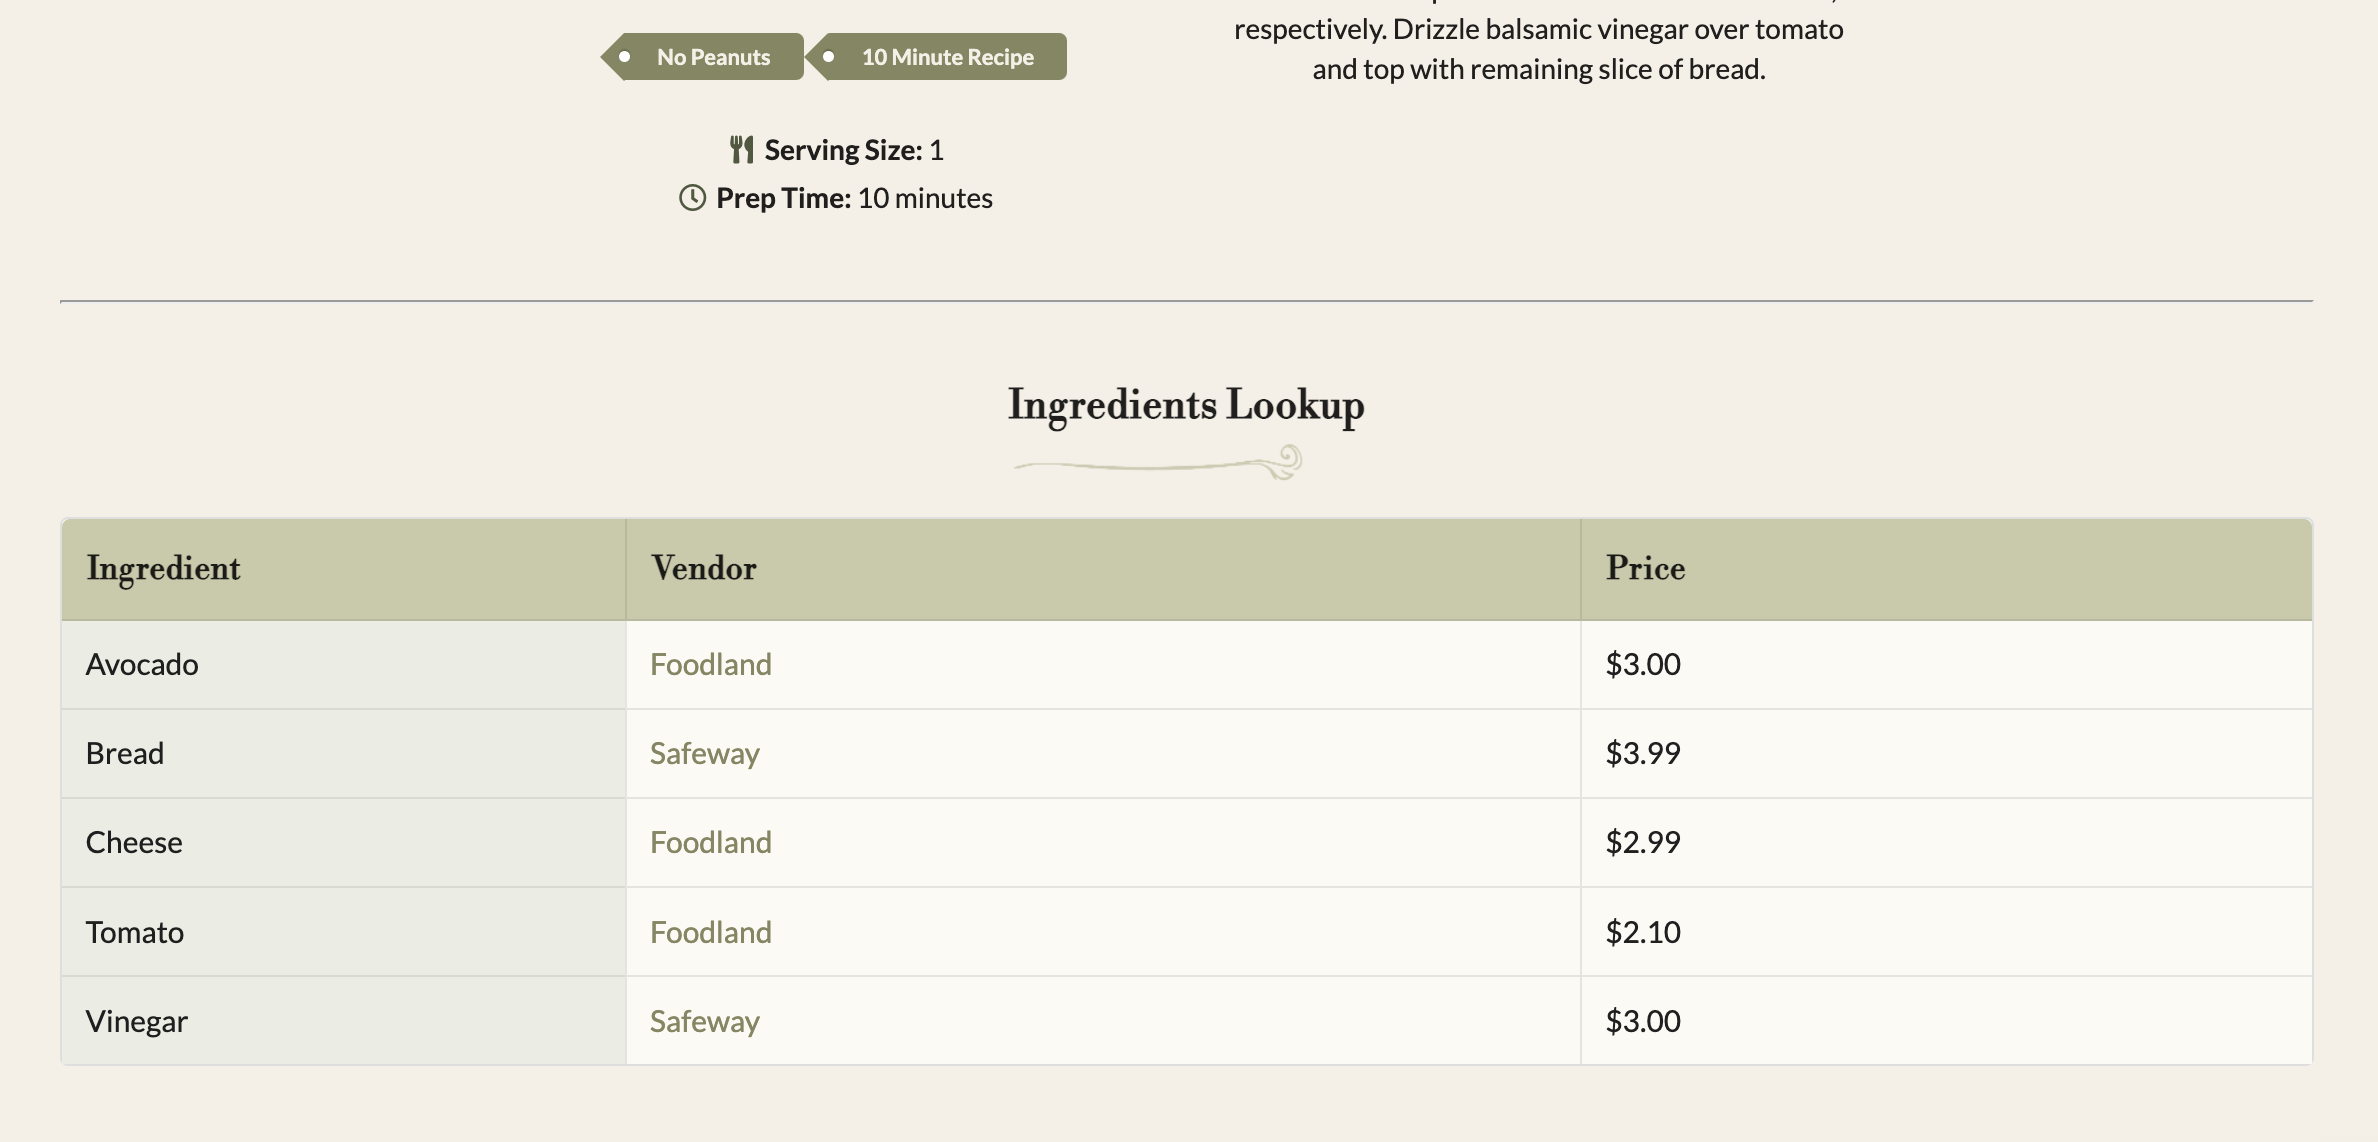 No Peanuts
10 Minute Recipe
Serving Size: 1
Prep Time: 10 minutes
respectively. Drizzle balsamic vinegar over tomato
and top with remaining slice of bread.
Ingredients Lookup
Ingredient Vendor Price
Avocado Foodland $3.00
Bread Safeway $3.99
Cheese Foodland $2.99
Tomato Foodland $2.10
Vinegar Safeway $3.00